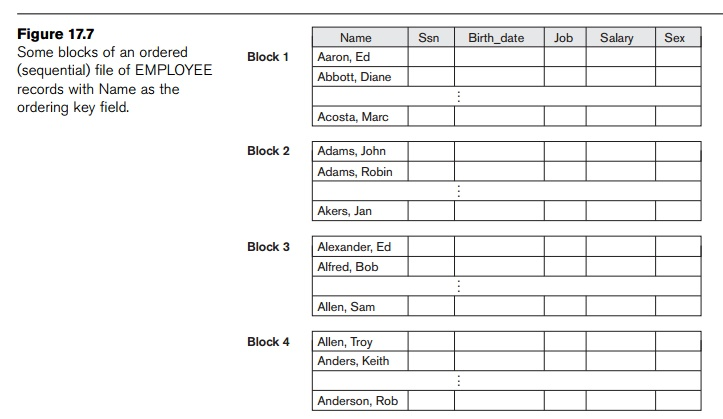 Figure 17.7
Some blocks of an ordered
(sequential) file of EMPLOYEE
records with Name as the
ordering key field.
Name Ssn Birth_date Job Salary Sex
Block 1 Aaron, Ed
Abbott, Diane
⋮
Acosta, Marc
Block 2 Adams, John
Adams, Robin
⋮
Akers, Jan
Block 3 Alexander, Ed
Alfred, Bob
⋮
Allen, Sam
Block 4 Allen, Troy
Anders, Keith
⋮
Anderson, Rob